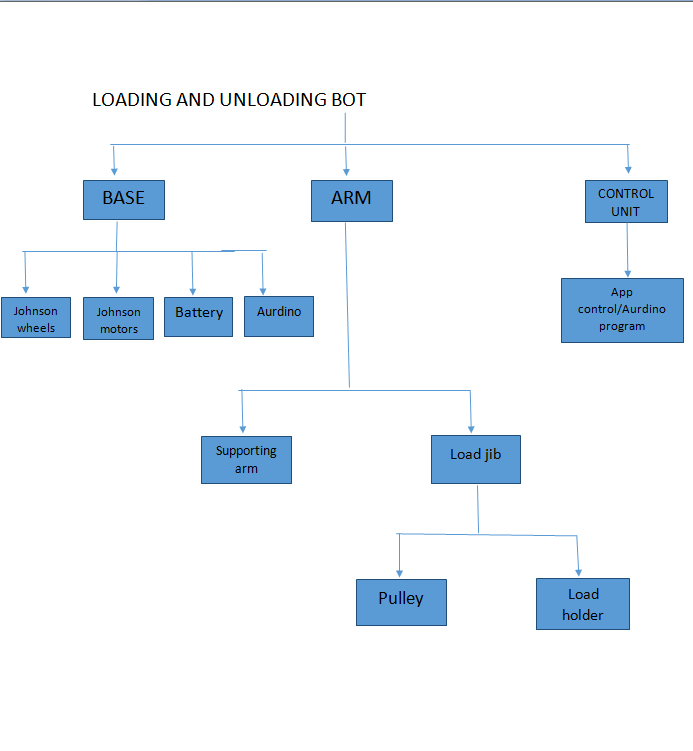 LOADING AND UNLOADING BOT
BASE
ARM
CONTROL
UNIT
Johnson
wheels
Johnson
motors
Battery
Aurdino
App
control/Aurdino
program
Supporting
arm
Load jib
Pulley
Load
holder